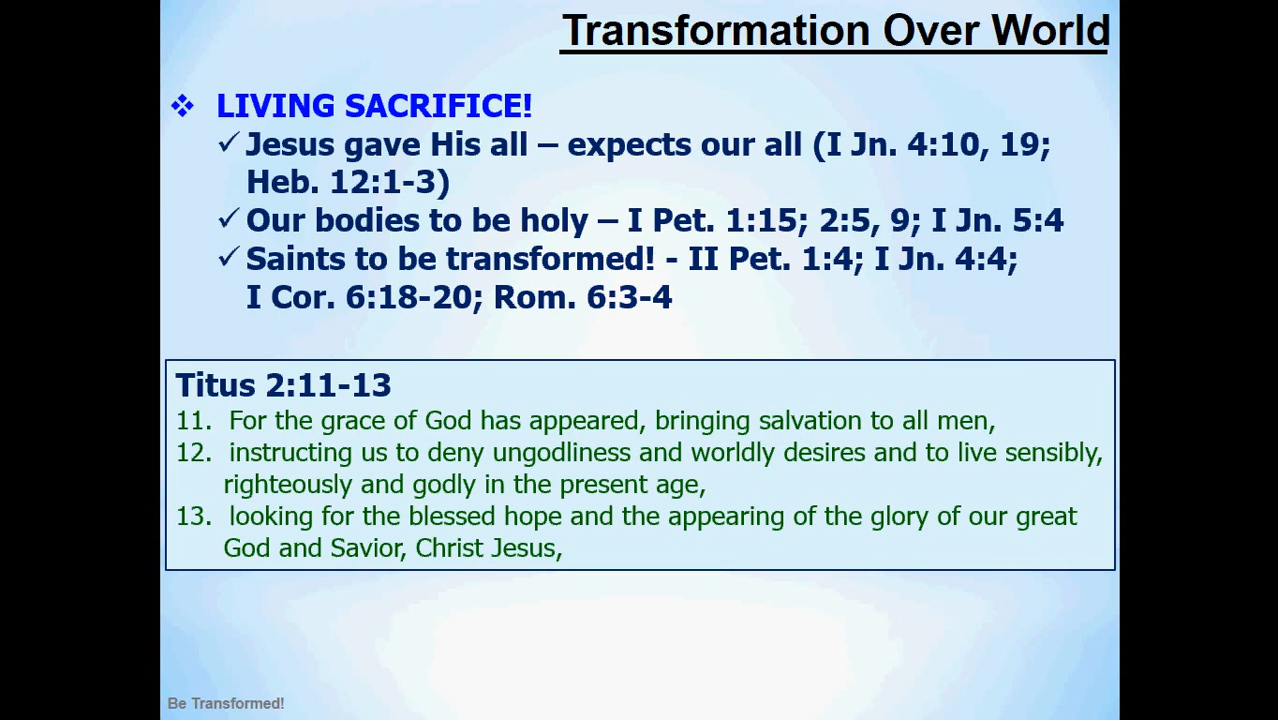 Transformation Over World
❖ LIVING SACRIFICE!
✓ Jesus gave His all – expects our all (I Jn. 4:10, 19;
Heb. 12:1-3)
✓ Our bodies to be holy – I Pet. 1:15; 2:5, 9; I Jn. 5:4
✓ Saints to be transformed! - II Pet. 1:4; I Jn. 4:4;
I Cor. 6:18-20; Rom. 6:3-4
Titus 2:11-13
11. For the grace of God has appeared, bringing salvation to all men,
12. instructing us to deny ungodliness and worldly desires and to live sensibly,
righteously and godly in the present age,
13. looking for the blessed hope and the appearing of the glory of our great
God and Savior, Christ Jesus,
Be Transformed!